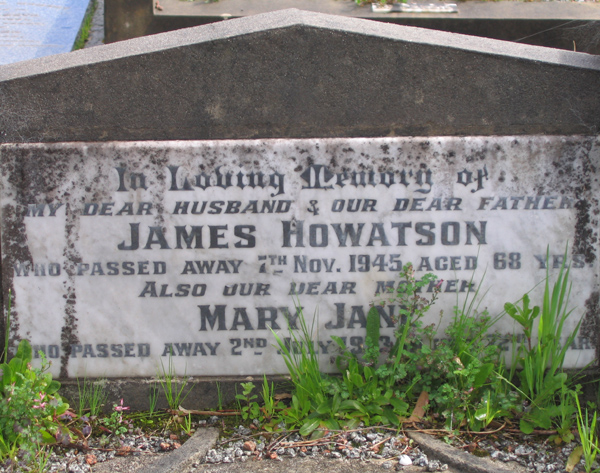 In Loving Memory of
MY DEAR HUSBAND & OUR DEAR FATHER
JAMES HOWATSON
WHO PASSED AWAY 7TH NOV. 1945 AGED 68 YRS
ALSO OUR DEAR MOTHER
MARY JANE
WHO PASSED AWAY 2ND JULY